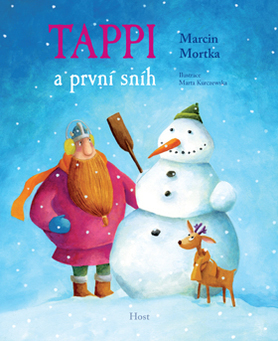 TAPPI
Marcin
Mortka
a první sníh
Ilustrace
Marta Kurczewska
Host